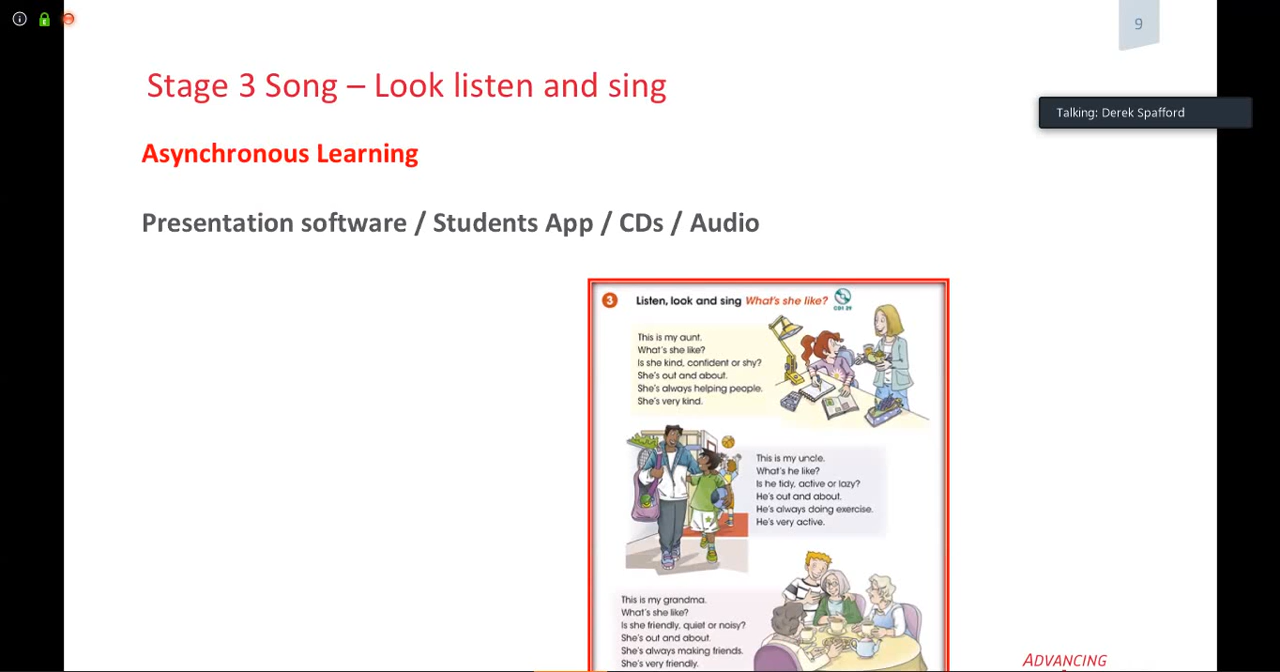 9
Stage 3 Song – Look listen and sing
Talking: Derek Spafford
Asynchronous Learning
Presentation software / Students App / CDs / Audio
3 Listen, look and sing What's she like?
CD1 29
This is my aunt.
What's she like?
Is she kind, confident or shy?
She's out and about.
She's always helping people.
She's very kind.
This is my uncle.
What's he like?
Is he tidy, active or lazy?
He's out and about.
He's always doing exercise.
He's very active.
This is my grandma.
What's she like?
Is she friendly, quiet or noisy?
She's out and about.
She's always making friends.
She's very friendly.
ADVANCING